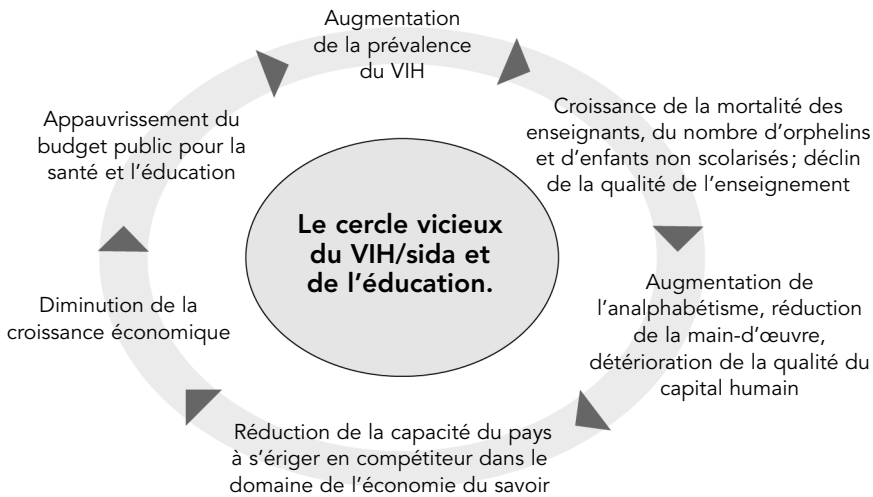 Augmentation
de la prévalence
du VIH
Croissance de la mortalité des
enseignants, du nombre d'orphelins
et d'enfants non scolarisés ; déclin
de la qualité de l'enseignement
Augmentation de
l'analphabétisme, réduction
de la main-d'œuvre,
détérioration de la qualité du
capital humain
Réduction de la capacité du pays
à s'ériger en compétiteur dans le
domaine de l'économie du savoir
Diminution de la
croissance économique
Appauvrissement du
budget public pour la
santé et l'éducation
Le cercle vicieux
du VIH/sida et
de l'éducation.